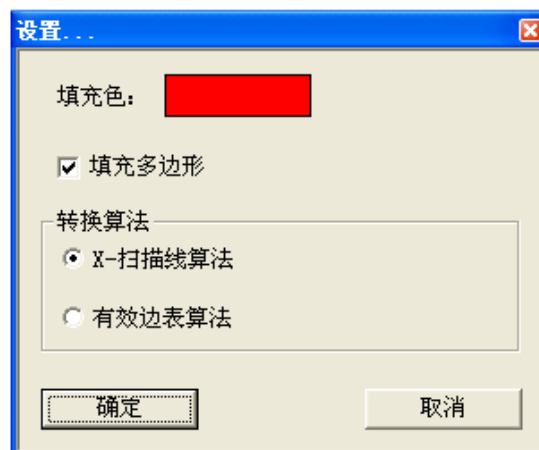 设置...
填充色：
填充多边形
转换算法
X-扫描线算法
有效边表算法
确定 取消